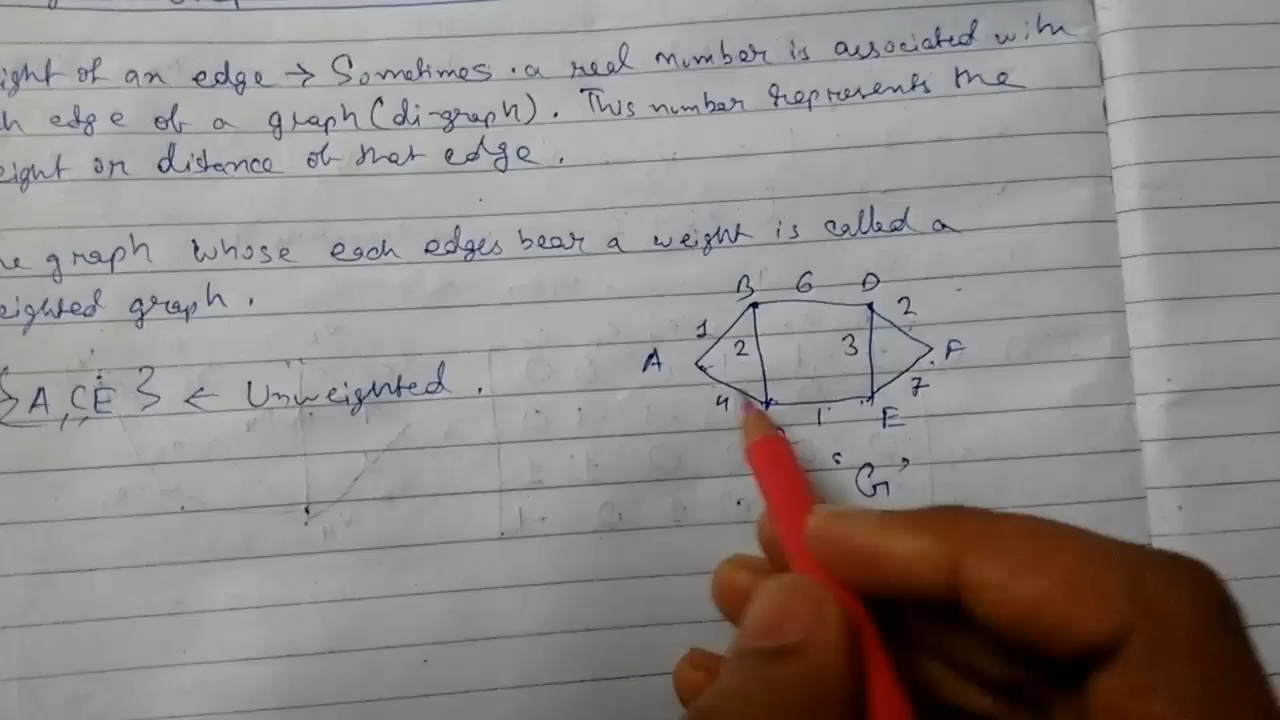 ight of an edge → Sometimes . a real number is associated with
h edge of a graph (di-graph) . This number represents the
eight or distance of that edge .
he graph whose each edges bear a weight is called a
eighted graph .
{A, C, E} ← Unweighted .
B 6 D
1 2 3 2
A F
4 1 E 7
"G"